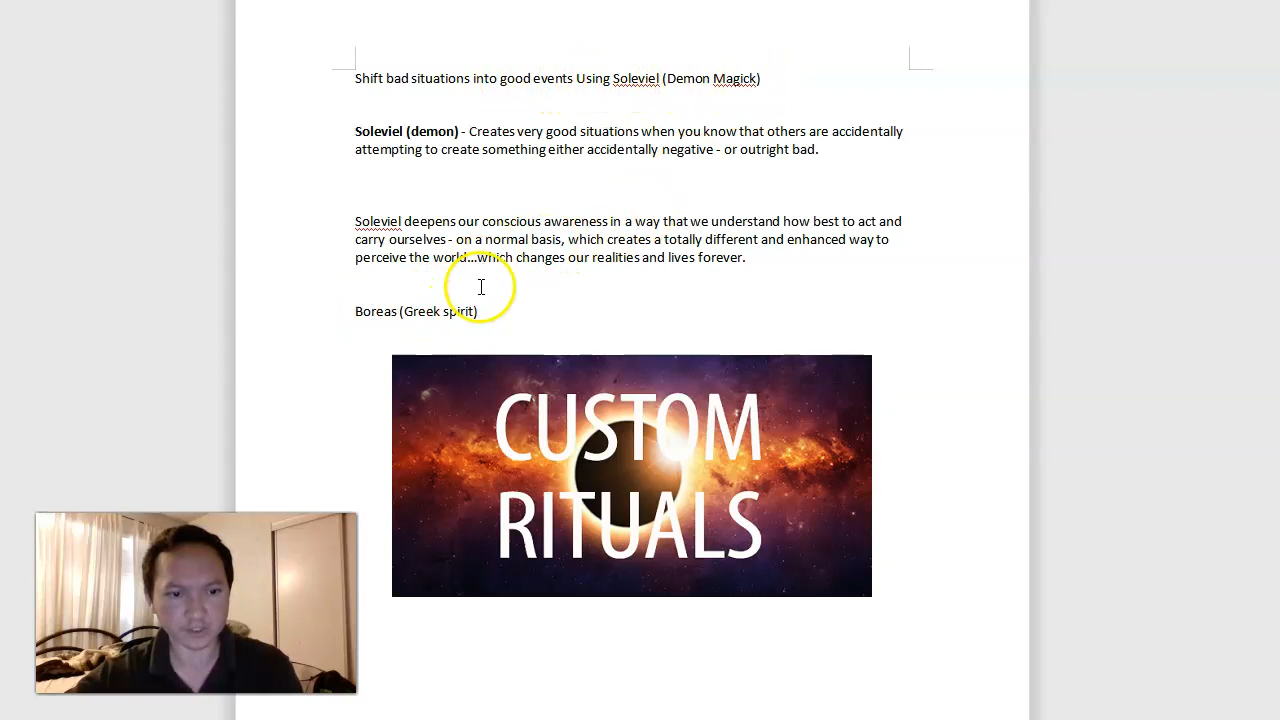 Shift bad situations into good events Using Soleviel (Demon Magick)
Soleviel (demon) - Creates very good situations when you know that others are accidentally
attempting to create something either accidentally negative - or outright bad.
Soleviel deepens our conscious awareness in a way that we understand how best to act and
carry ourselves - on a normal basis, which creates a totally different and enhanced way to
perceive the world...which changes our realities and lives forever.
Boreas (Greek spirit)
CUSTOM
RITUALS